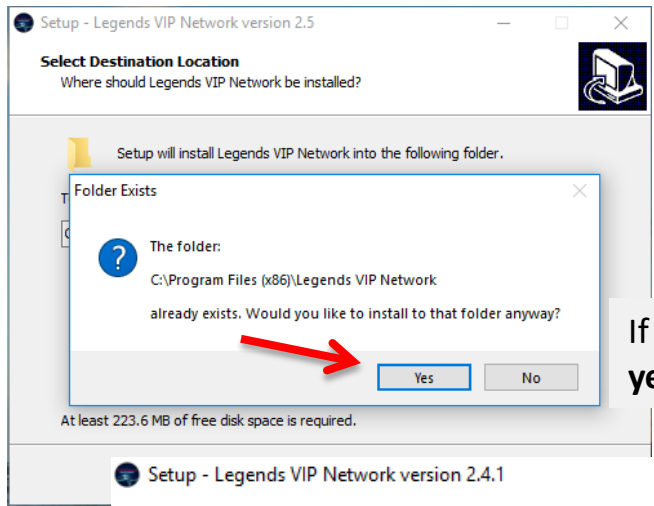 Setup - Legends VIP Network version 2.5
Select Destination Location
Where should Legends VIP Network be installed?
Setup will install Legends VIP Network into the following folder.
Folder Exists
The folder:
C:\Program Files (x86)\Legends VIP Network
already exists. Would you like to install to that folder anyway?
If
Yes
No
At least 223.6 MB of free disk space is required.
Setup - Legends VIP Network version 2.4.1